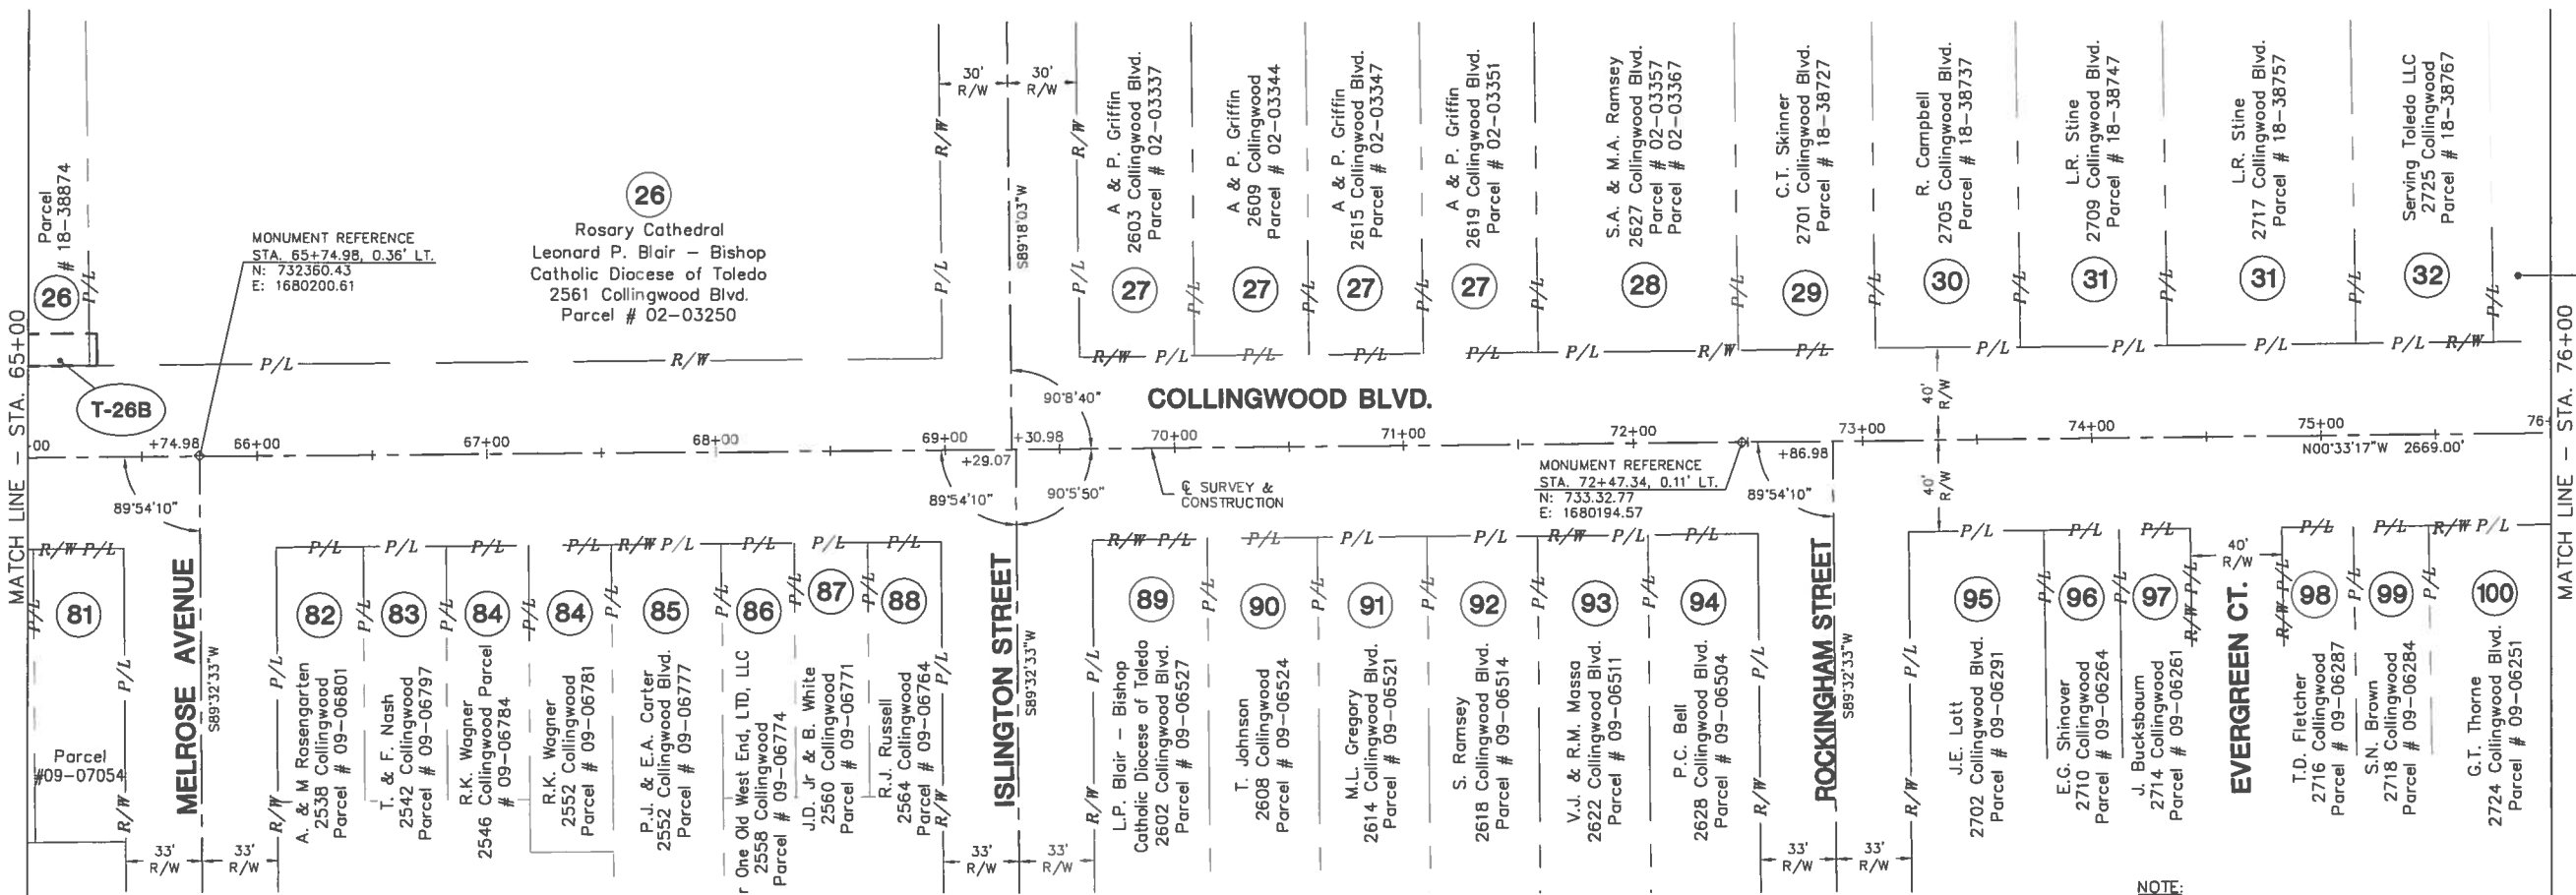 MATCH LINE - STA. 65+00
Parcel
# 18-38874
26
P/L
T-26B
MONUMENT REFERENCE
STA. 65+74.98, 0.36' LT.
N: 732360.43
E: 1680200.61
26
Rosary Cathedral
Leonard P. Blair - Bishop
Catholic Diocese of Toledo
2561 Collingwood Blvd.
Parcel # 02-03250
P/L
R/W
R/W
P/L
30'
R/W
30'
R/W
S89°18'03"W
R/W
P/L
A & P. Griffin
2603 Collingwood Blvd.
Parcel # 02-03337
27
P/L
A & P. Griffin
2609 Collingwood
Parcel # 02-03344
27
P/L
A & P. Griffin
2615 Collingwood Blvd.
Parcel # 02-03347
27
P/L
A & P. Griffin
2619 Collingwood Blvd.
Parcel # 02-03351
27
P/L
S.A. & M.A. Ramsey
2627 Collingwood Blvd.
Parcel # 02-03357
Parcel # 02-03367
28
P/L
C.T. Skinner
2701 Collingwood Blvd.
Parcel # 18-38727
29
P/L
R. Campbell
2705 Collingwood Blvd.
Parcel # 18-38737
30
P/L
L.R. Stine
2709 Collingwood Blvd.
Parcel # 18-38747
31
P/L
L.R. Stine
2717 Collingwood Blvd.
Parcel # 18-38757
31
P/L
Serving Toledo LLC
2725 Collingwood
Parcel # 18-38767
32
P/L
R/W P/L P/L P/L P/L P/L R/W P/L P/L P/L P/L P/L R/W
COLLINGWOOD BLVD.
90°8'40"
40'
R/W
00 +74.98 66+00 67+00 68+00 69+00 +30.98 70+00 71+00 72+00 73+00 74+00 75+00 76
+29.07
+86.98
N00°33'17"W 2669.00'
89°54'10"
89°54'10"
90°5'50"
℄ SURVEY &
CONSTRUCTION
MONUMENT REFERENCE
STA. 72+47.34, 0.11' LT.
N: 733.32.77
E: 1680194.57
89°54'10"
40'
R/W
R/W P/L P/L P/L P/L P/L R/W P/L P/L P/L P/L R/W P/L P/L P/L P/L R/W P/L P/L P/L P/L P/L P/L P/L R/W P/L
81
P/L
Parcel
#09-07054
P/L
R/W
33'
R/W
MELROSE AVENUE
S89°32'33"W
33'
R/W
P/L
R/W
82
A. & M Rosengarten
2538 Collingwood
Parcel # 09-06801
P/L
83
T. & F. Nash
2542 Collingwood
Parcel # 09-06797
P/L
84
R.K. Wagner
2546 Collingwood Parcel
# 09-06784
P/L
84
R.K. Wagner
2552 Collingwood
Parcel # 09-06781
P/L
85
P.J. & E.A. Carter
2552 Collingwood Blvd.
Parcel # 09-06777
P/L
86
r One Old West End, LTD, LLC
2558 Collingwood
Parcel # 09-06774
P/L
87
J.D. Jr & B. White
2560 Collingwood
Parcel # 09-06771
P/L
88
R.J. Russell
2564 Collingwood
Parcel # 09-06764
P/L
R/W
33'
R/W
ISLINGTON STREET
S89°32'33"W
33'
R/W
P/L
R/W
89
L.P. Blair - Bishop
Catholic Diocese of Toledo
2602 Collingwood Blvd.
Parcel # 09-06527
P/L
90
T. Johnson
2608 Collingwood
Parcel # 09-06524
P/L
91
M.L. Gregory
2614 Collingwood Blvd.
Parcel # 09-06521
P/L
92
S. Ramsey
2618 Collingwood Blvd.
Parcel # 09-06514
P/L
93
V.J. & R.M. Massa
2622 Collingwood Blvd.
Parcel # 09-06511
P/L
94
P.C. Bell
2628 Collingwood Blvd.
Parcel # 09-06504
P/L
R/W
33'
R/W
ROCKINGHAM STREET
S89°32'33"W
33'
R/W
P/L
R/W
95
J.E. Lott
2702 Collingwood Blvd.
Parcel # 09-06291
P/L
96
E.G. Shinaver
2710 Collingwood
Parcel # 09-06264
P/L
97
J. Bucksbaum
2714 Collingwood
Parcel # 09-06261
R/W P/L
40'
R/W
EVERGREEN CT.
R/W P/L
98
T.D. Fletcher
2716 Collingwood
Parcel # 09-06287
P/L
99
S.N. Brown
2718 Collingwood
Parcel # 09-06284
P/L
100
G.T. Thorne
2724 Collingwood Blvd.
Parcel # 09-06251
MATCH LINE - STA. 76+00
NOTE: